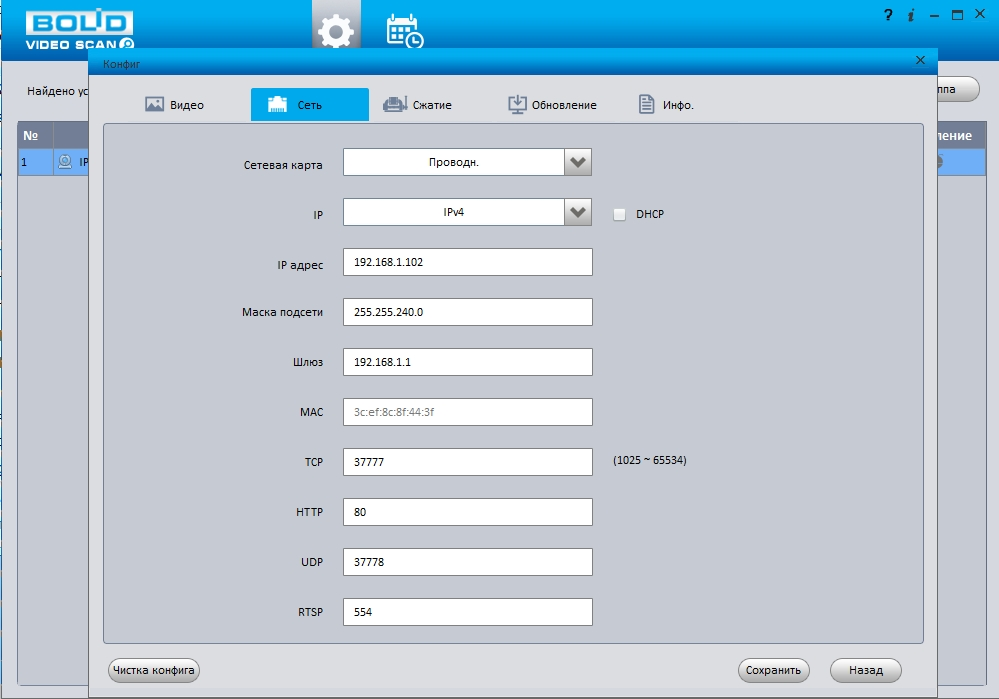 BOLID
VIDEO SCAN
? i
Конфиг
Найдено ус
ппа
Видео
Сеть
Сжатие
Обновление
Инфо.
№
ление
1
IP
Сетевая карта
Проводн.
IP
IPv4
DHCP
IP адрес
192.168.1.102
Маска подсети
255.255.240.0
Шлюз
192.168.1.1
MAC
3c:ef:8c:8f:44:3f
TCP
37777
(1025 ~ 65534)
HTTP
80
UDP
37778
RTSP
554
Чистка конфига
Сохранить
Назад